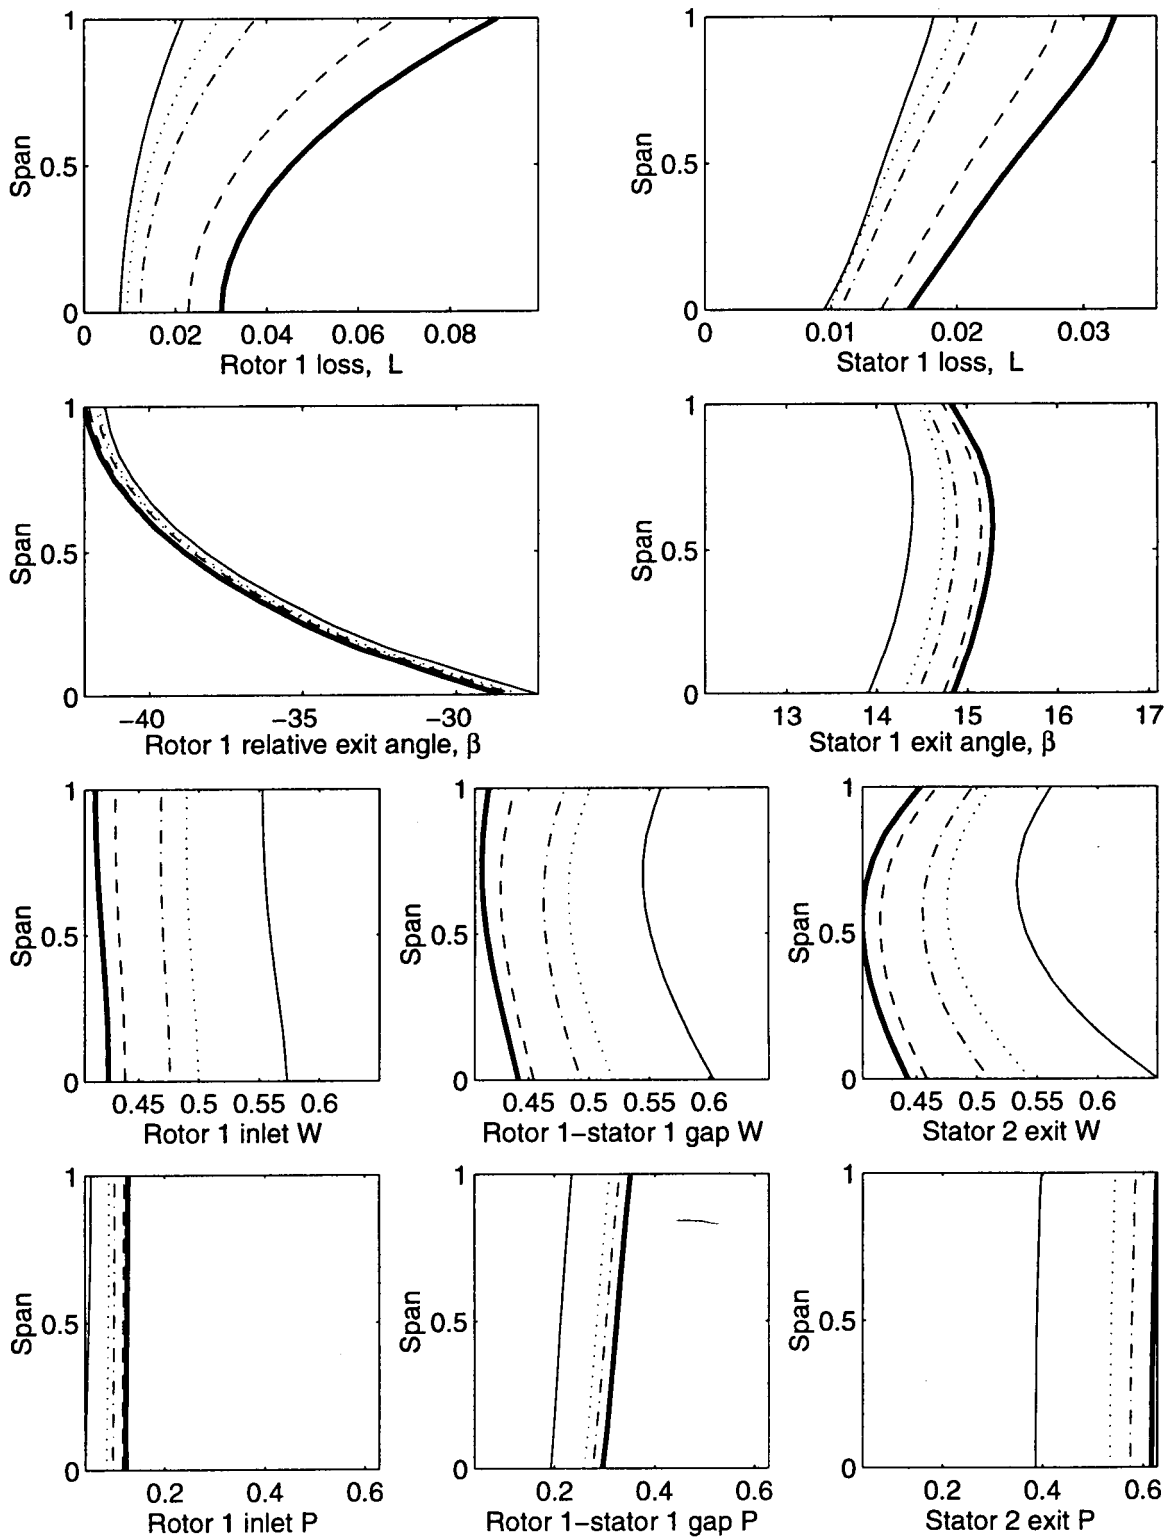 1
Span
0.5
0
0 0.02 0.04 0.06 0.08
Rotor 1 loss, L
1
Span
0.5
0
0 0.01 0.02 0.03
Stator 1 loss, L
1
Span
0.5
0
−40 −35 −30
Rotor 1 relative exit angle, β
1
Span
0.5
0
13 14 15 16 17
Stator 1 exit angle, β
1
Span
0.5
0
0.45 0.5 0.55 0.6
Rotor 1 inlet W
1
Span
0.5
0
0.45 0.5 0.55 0.6
Rotor 1−stator 1 gap W
1
Span
0.5
0
0.45 0.5 0.55 0.6
Stator 2 exit W
1
Span
0.5
0
0.2 0.4 0.6
Rotor 1 inlet P
1
Span
0.5
0
0.2 0.4 0.6
Rotor 1−stator 1 gap P
1
Span
0.5
0
0.2 0.4 0.6
Stator 2 exit P